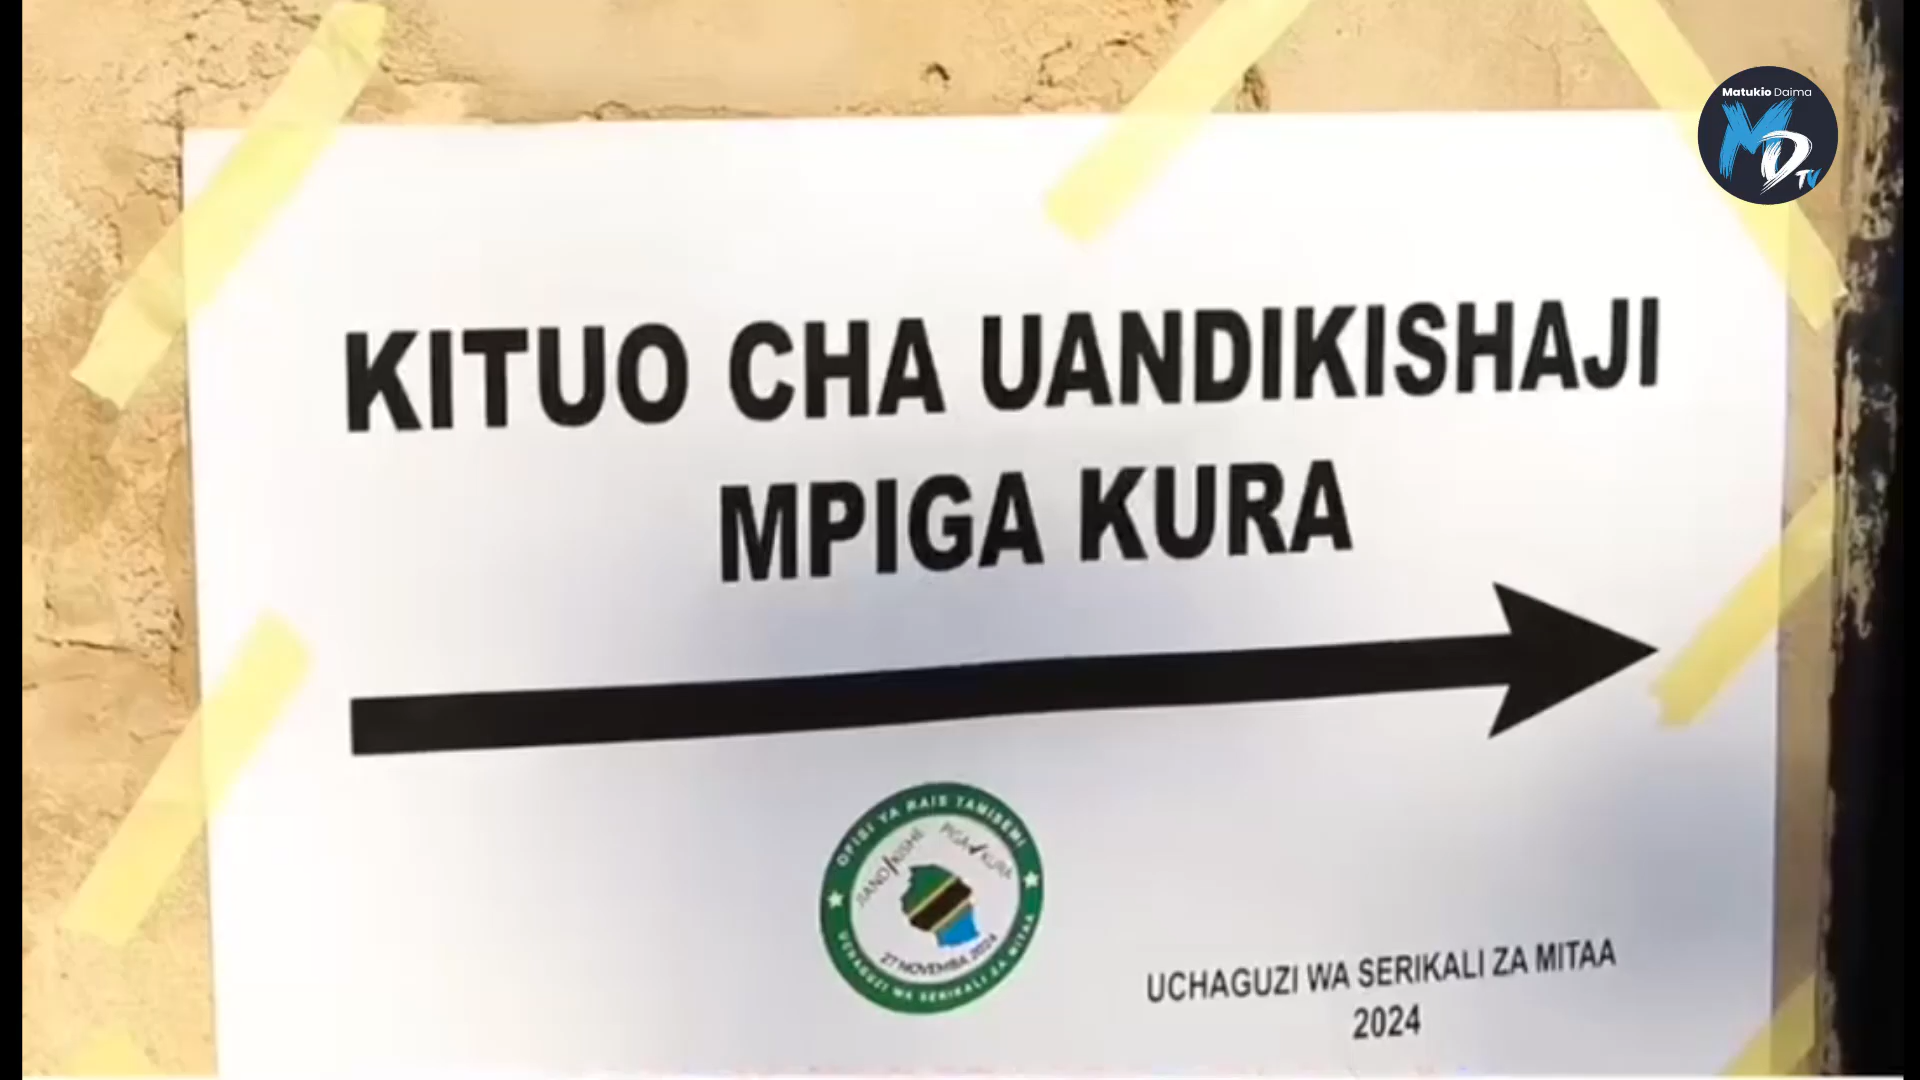 Matukio Daima
MD TV
KITUO CHA UANDIKISHAJI
MPIGA KURA
OFISI YA RAIS TAMISEMI
JIANDIKISHE PIGA KURA
27 NOVEMBA 2024
UCHAGUZI WA SERIKALI ZA MITAA
UCHAGUZI WA SERIKALI ZA MITAA
2024